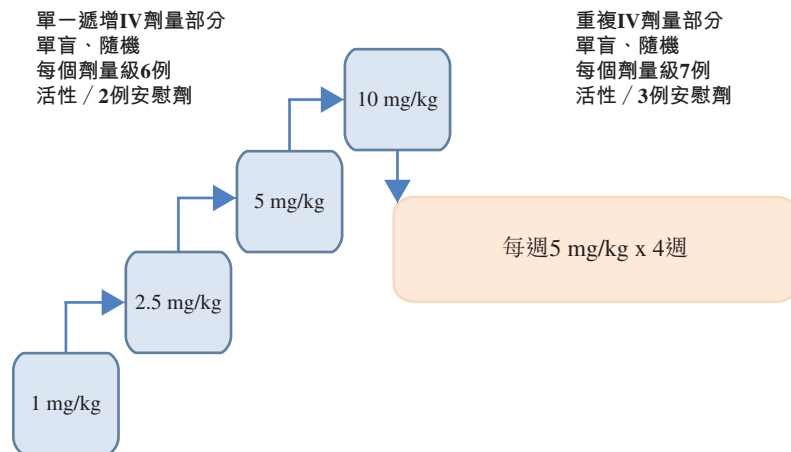 單一遞增IV劑量部分
單盲、隨機
每個劑量級6例
活性／2例安慰劑
重複IV劑量部分
單盲、隨機
每個劑量級7例
活性／3例安慰劑
10 mg/kg
5 mg/kg
每週5 mg/kg x 4週
2.5 mg/kg
1 mg/kg